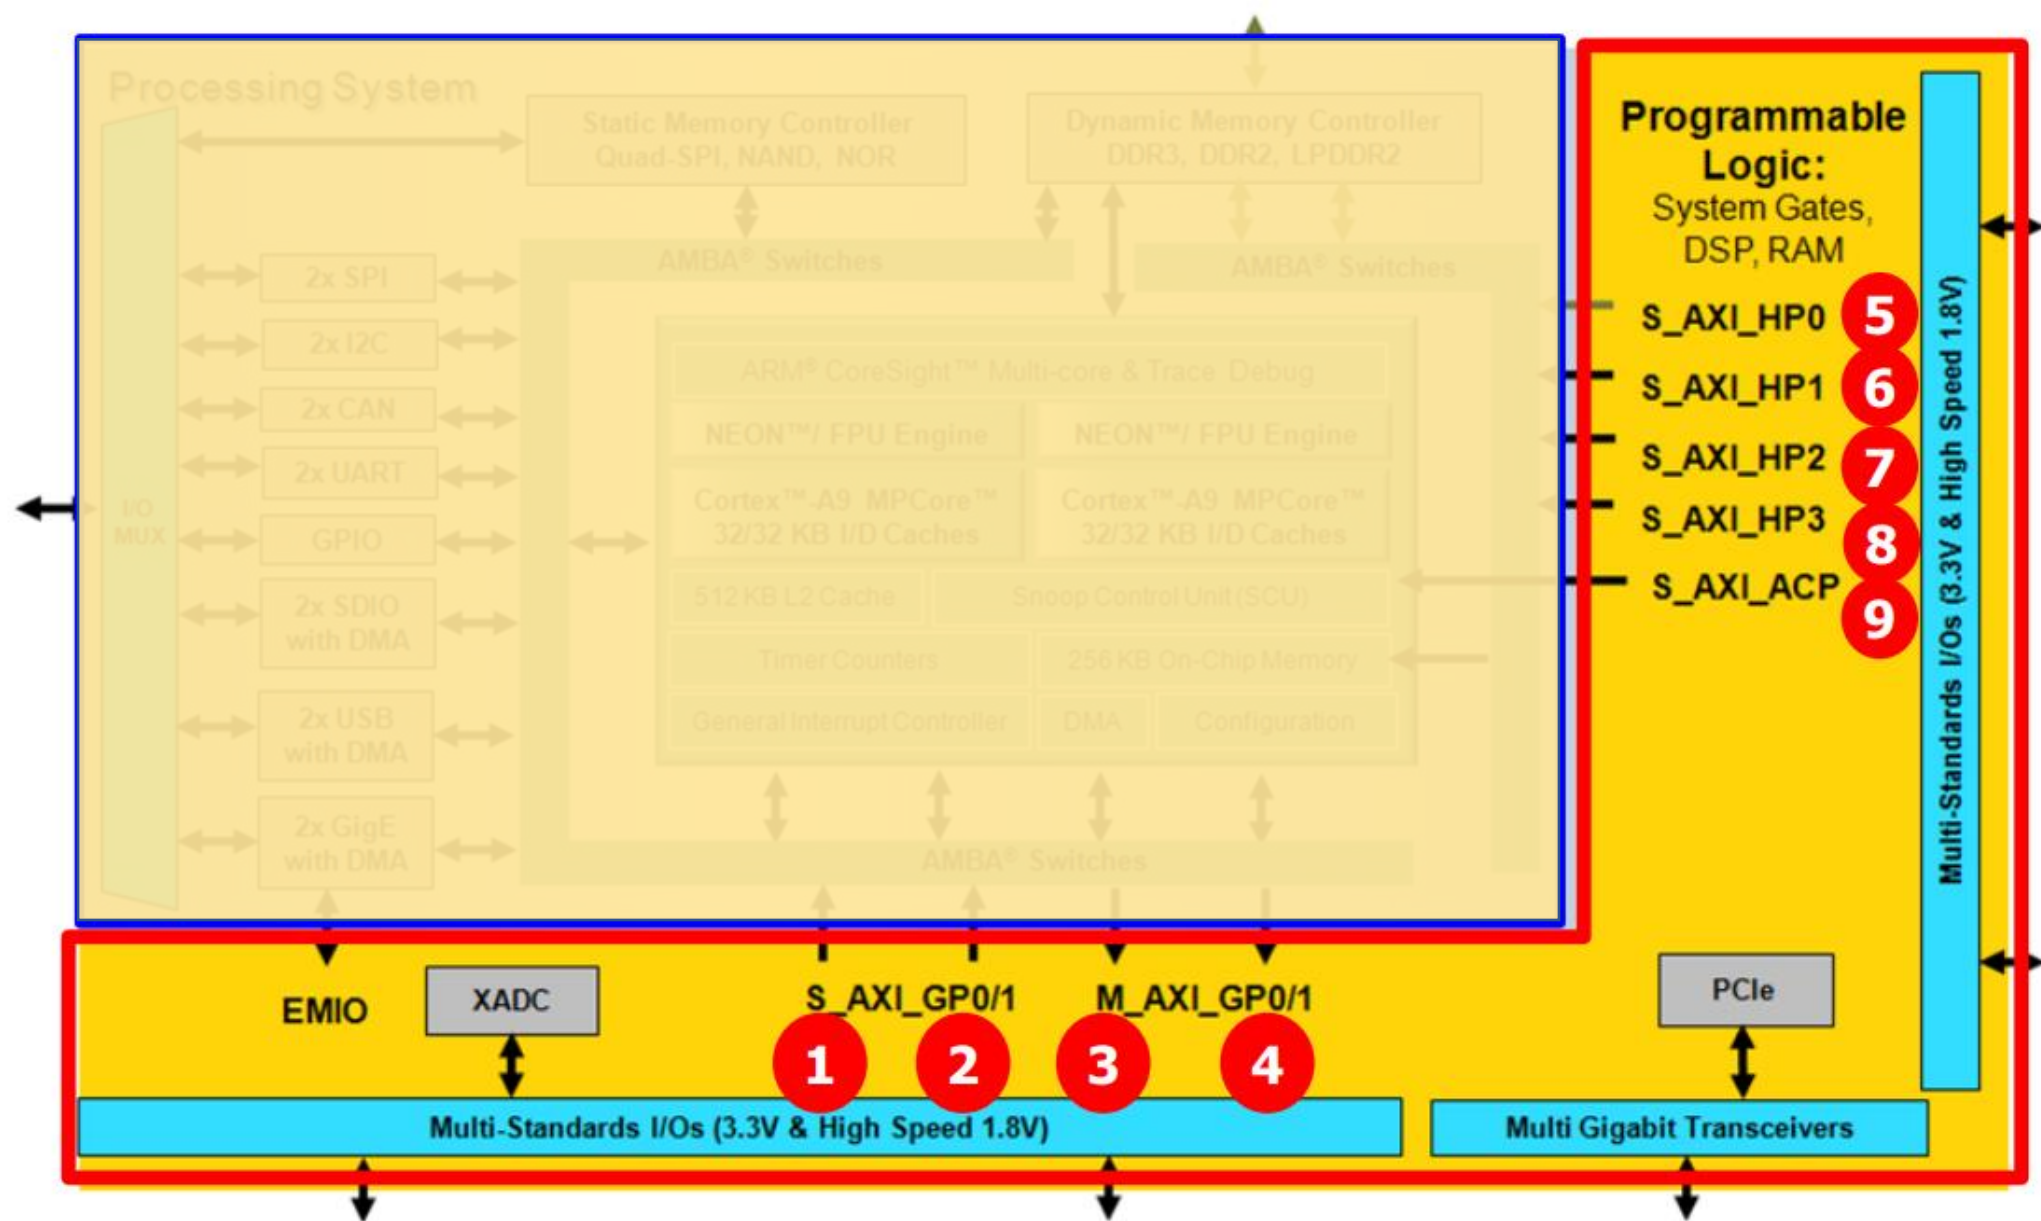 Processing System
Static Memory Controller
Quad-SPI, NAND, NOR
Dynamic Memory Controller
DDR3, DDR2, LPDDR2
AMBA® Switches
AMBA® Switches
I/O
MUX
2x SPI
2x I2C
2x CAN
2x UART
GPIO
2x SDIO
with DMA
2x USB
with DMA
2x GigE
with DMA
ARM® CoreSight™ Multi-core & Trace Debug
NEON™/ FPU Engine
NEON™/ FPU Engine
Cortex™-A9 MPCore™
32/32 KB I/D Caches
Cortex™-A9 MPCore™
32/32 KB I/D Caches
512 KB L2 Cache
Snoop Control Unit (SCU)
Timer Counters
256 KB On-Chip Memory
General Interrupt Controller
DMA
Configuration
AMBA® Switches
Programmable
Logic:
System Gates,
DSP, RAM
S_AXI_HP0
5
S_AXI_HP1
6
S_AXI_HP2
7
S_AXI_HP3
8
S_AXI_ACP
9
Multi-Standards I/Os (3.3V & High Speed 1.8V)
EMIO
XADC
S_AXI_GP0/1
M_AXI_GP0/1
PCIe
1
2
3
4
Multi-Standards I/Os (3.3V & High Speed 1.8V)
Multi Gigabit Transceivers